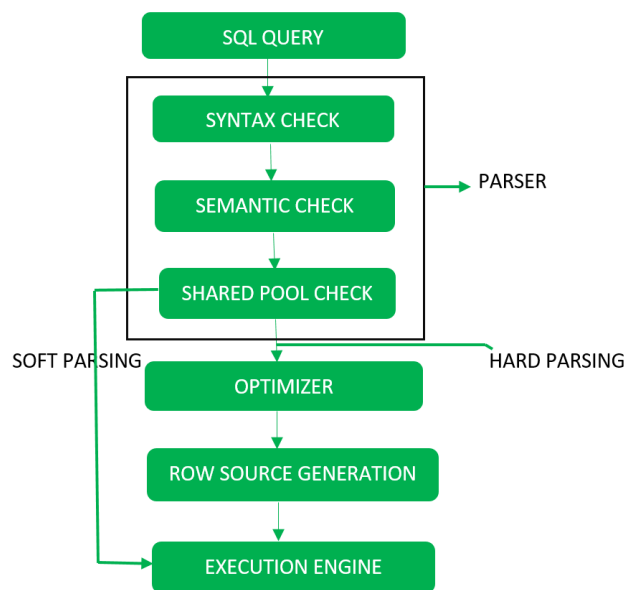 SQL QUERY
SYNTAX CHECK
PARSER
SEMANTIC CHECK
SHARED POOL CHECK
SOFT PARSING
HARD PARSING
OPTIMIZER
ROW SOURCE GENERATION
EXECUTION ENGINE